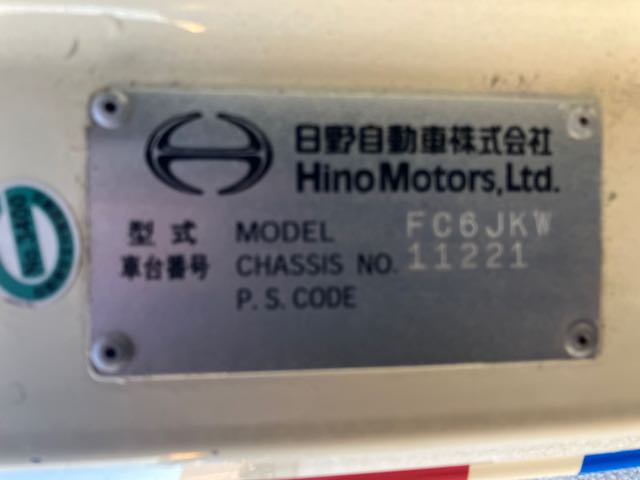 日野自動車株式会社
Hino Motors, Ltd.
型式 MODEL FC6JKW
車台番号 CHASSIS NO. 11221
P. S. CODE